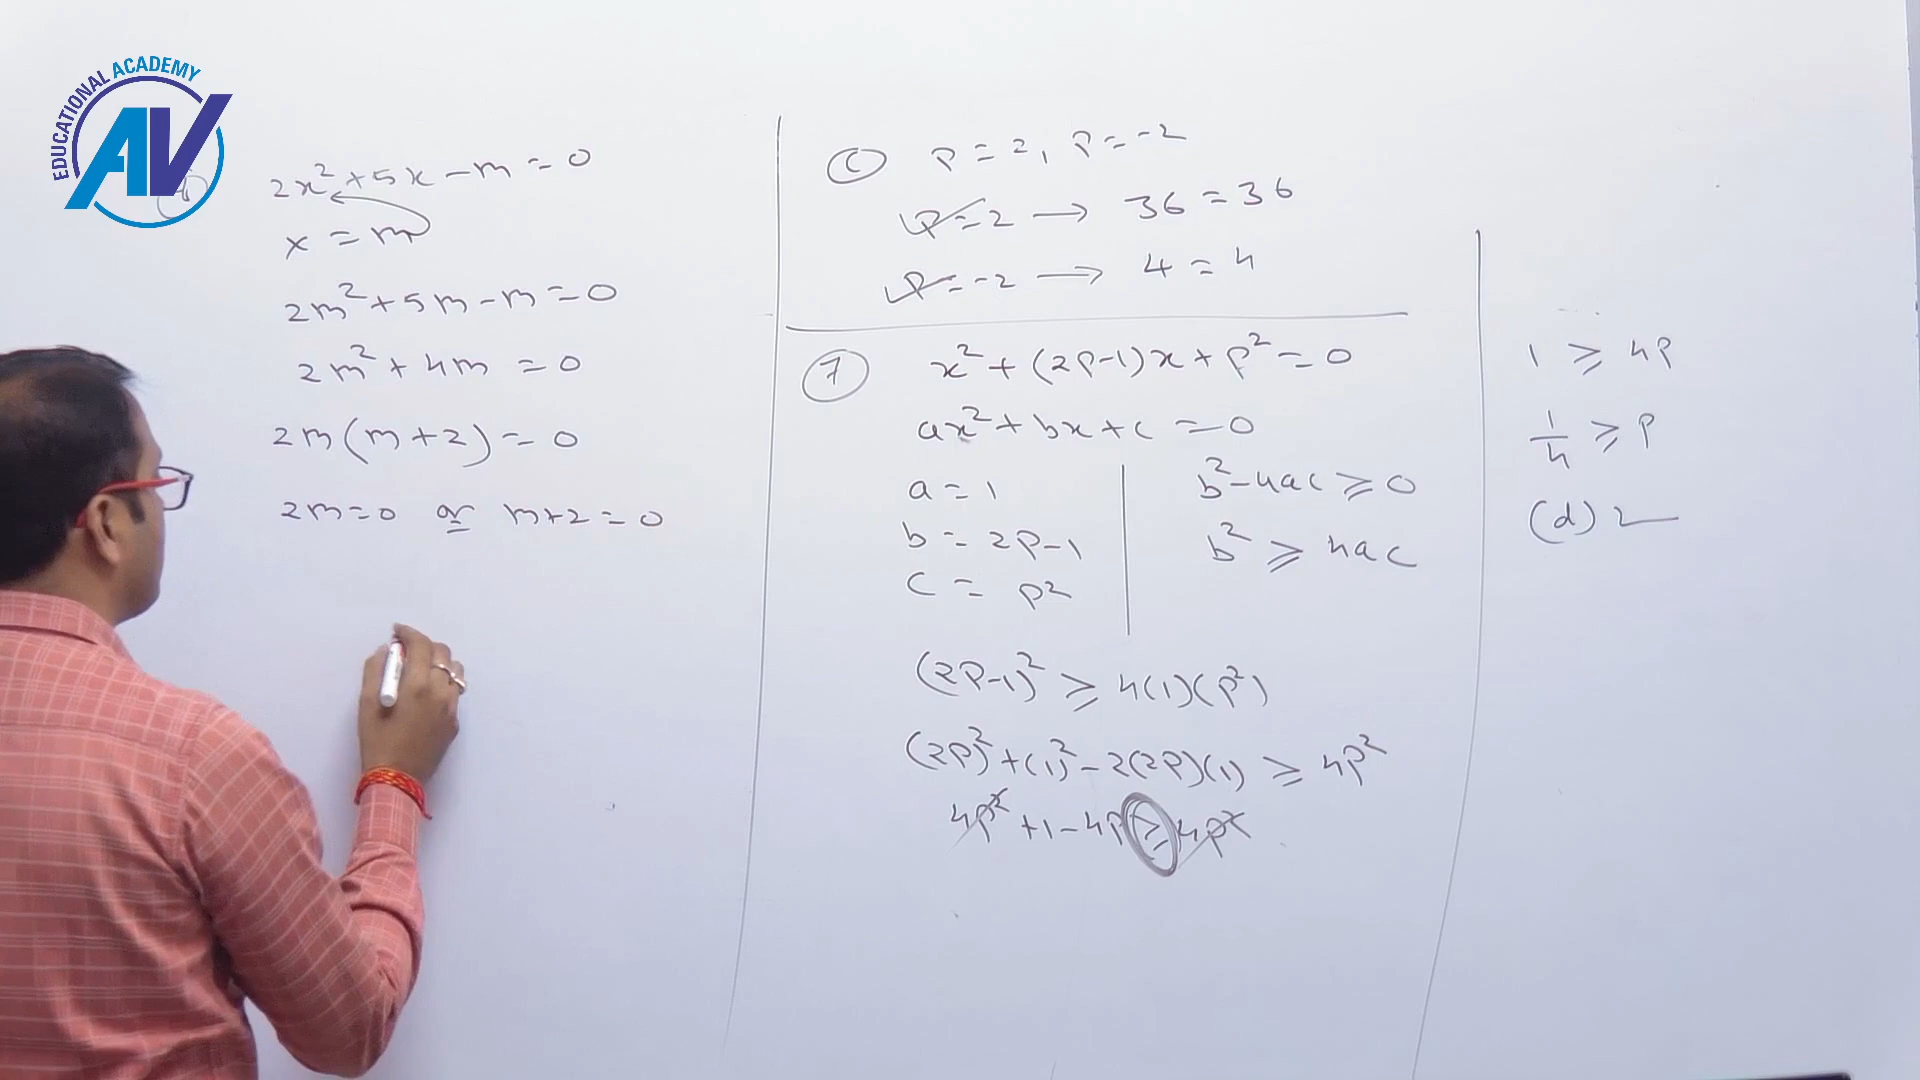 EDUCATIONAL ACADEMY
AV
2x² + 5x - m = 0
x = m
2m² + 5m - m = 0
2m² + 4m = 0
2m(m+2) = 0
2m=0 or m+2=0
⑥ P = 2, P = -2
P = 2 → 36 = 36
P = -2 → 4 = 4
⑦ x² + (2P-1)x + P² = 0
ax² + bx + c = 0
a = 1
b = 2P-1
c = P²
b² - 4ac ≥ 0
b² ≥ 4ac
(2P-1)² ≥ 4(1)(P²)
(2P)² + (1)² - 2(2P)(1) ≥ 4P²
4P² + 1 - 4P ≥ 4P²
1 ≥ 4P
1/4 ≥ P
(d)